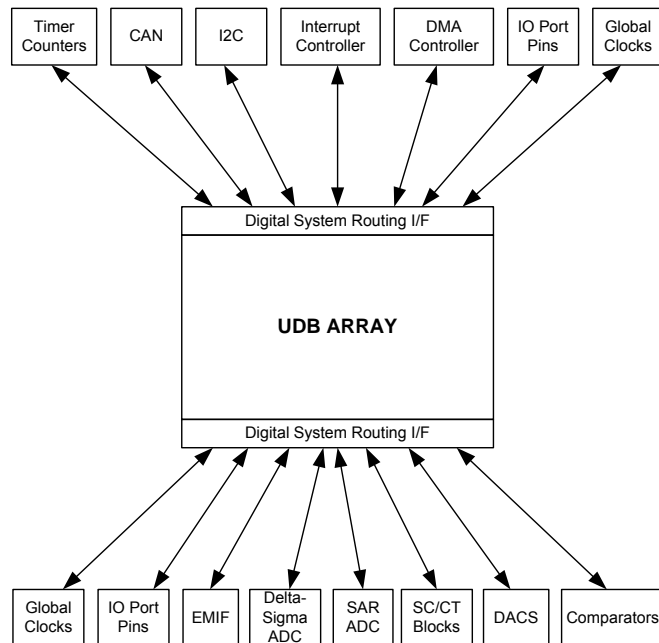 Timer
Counters
CAN
I2C
Interrupt
Controller
DMA
Controller
IO Port
Pins
Global
Clocks
Digital System Routing I/F
UDB ARRAY
Digital System Routing I/F
Global
Clocks
IO Port
Pins
EMIF
Delta-
Sigma
ADC
SAR
ADC
SC/CT
Blocks
DACS
Comparators